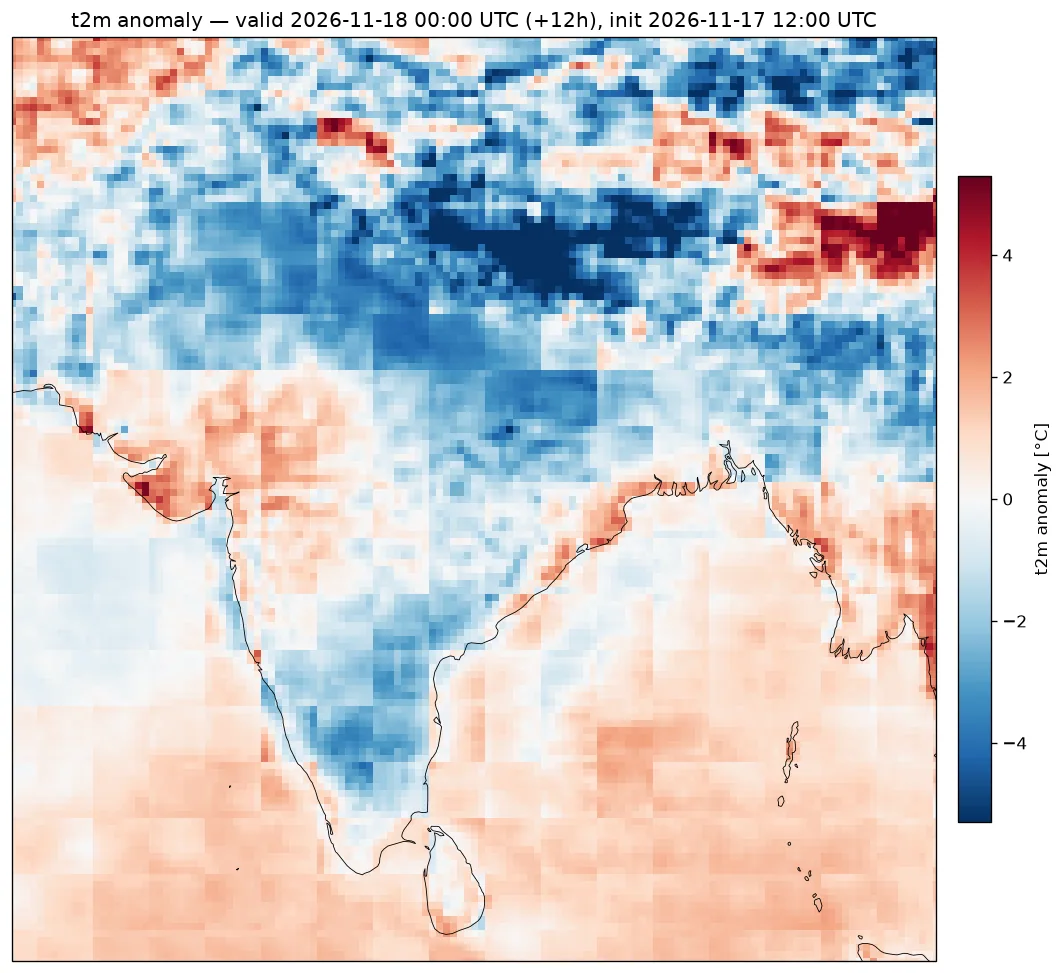 t2m anomaly — valid 2026-11-18 00:00 UTC (+12h), init 2026-11-17 12:00 UTC
4
2
0
−2
−4
t2m anomaly [°C]